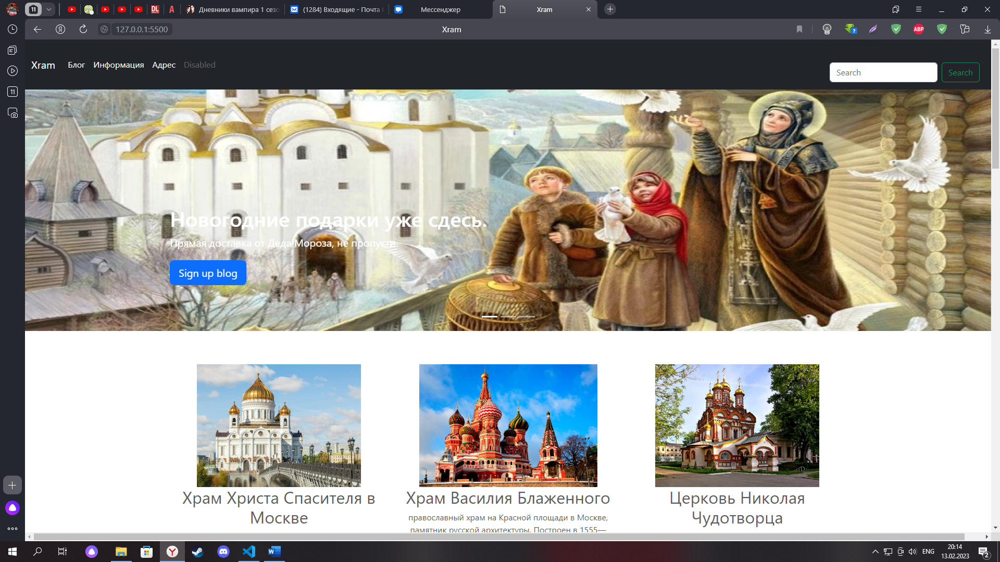 11
DL
A
Дневники вампира 1 сезо
(1284) Входящие - Почта
Мессенджер
Xram
127.0.0.1:5500
Xram
ABP
11
Xram
Блог
Информация
Адрес
Disabled
Search
Search
Новогодние подарки уже сдесь.
Прямая доставка от Деда Мороза, не пропусти.
Sign up blog
Храм Христа Спасителя в
Москве
Храм Василия Блаженного
православный храм на Красной площади в Москве,
памятник русской архитектуры. Построен в 1555—
Церковь Николая
Чудотворца
ENG
20:14
13.02.2023
2